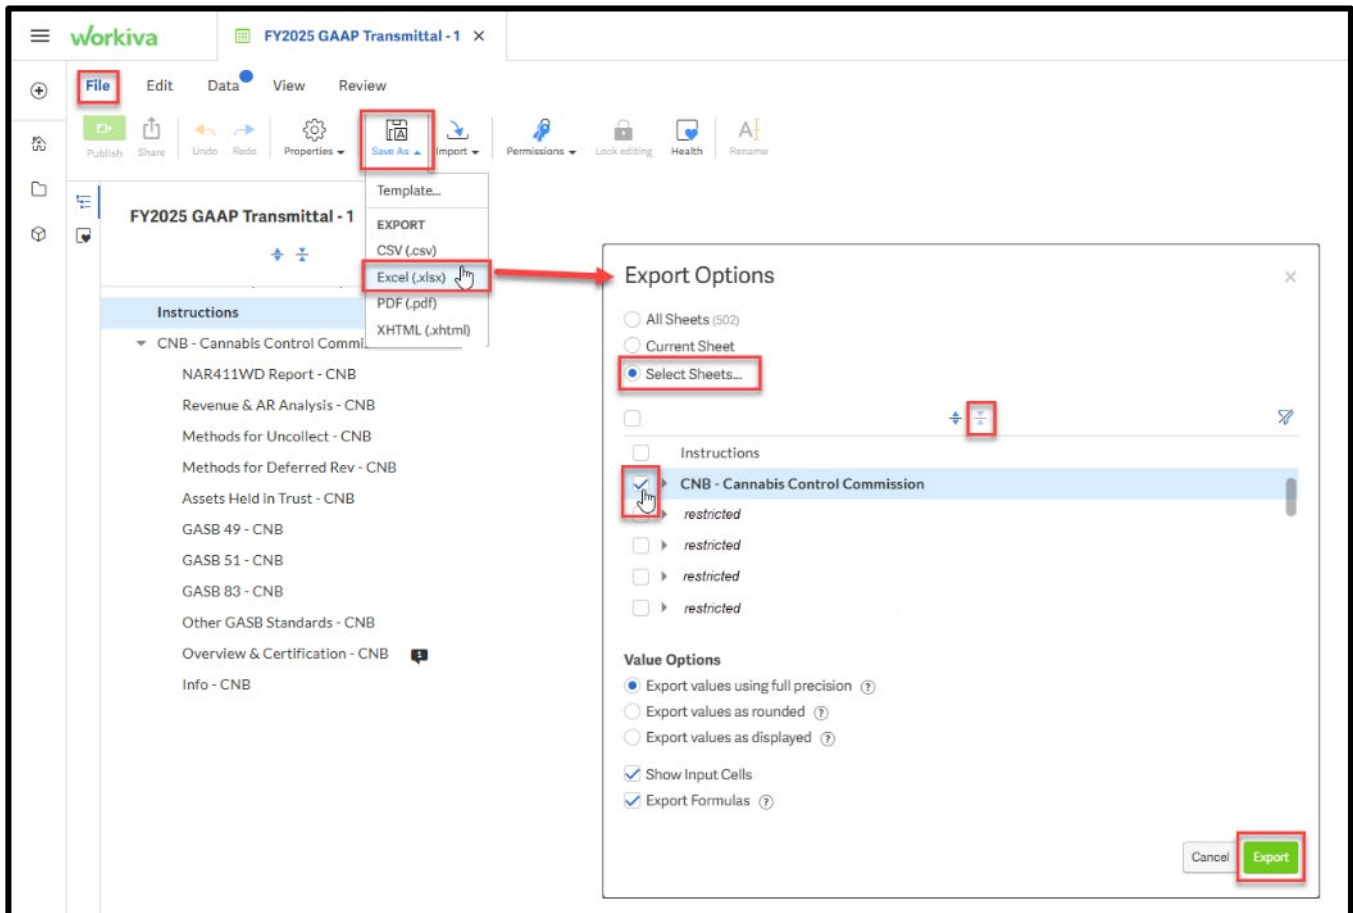 workiva
FY2025 GAAP Transmittal - 1
File Edit Data View Review
Publish Share Undo Redo Properties Save As Import Permissions Lock editing Health Rename
Template...
FY2025 GAAP Transmittal - 1
EXPORT
CSV (.csv)
Excel (.xlsx)
PDF (.pdf)
XHTML (.xhtml)
Instructions
CNB - Cannabis Control Commi
NAR411WD Report - CNB
Revenue & AR Analysis - CNB
Methods for Uncollect - CNB
Methods for Deferred Rev - CNB
Assets Held in Trust - CNB
GASB 49 - CNB
GASB 51 - CNB
GASB 83 - CNB
Other GASB Standards - CNB
Overview & Certification - CNB 1
Info - CNB
Export Options
All Sheets (502)
Current Sheet
Select Sheets...
Instructions
CNB - Cannabis Control Commission
restricted
restricted
restricted
restricted
Value Options
Export values using full precision ?
Export values as rounded ?
Export values as displayed ?
Show Input Cells
Export Formulas ?
Cancel Export